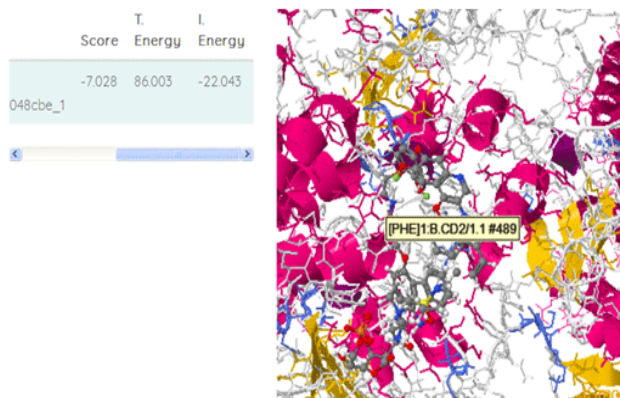 T. I.
Score Energy Energy
-7.028 86.003 -22.043
048cbe_1
[PHE]1:B.CD2/1.1 #489